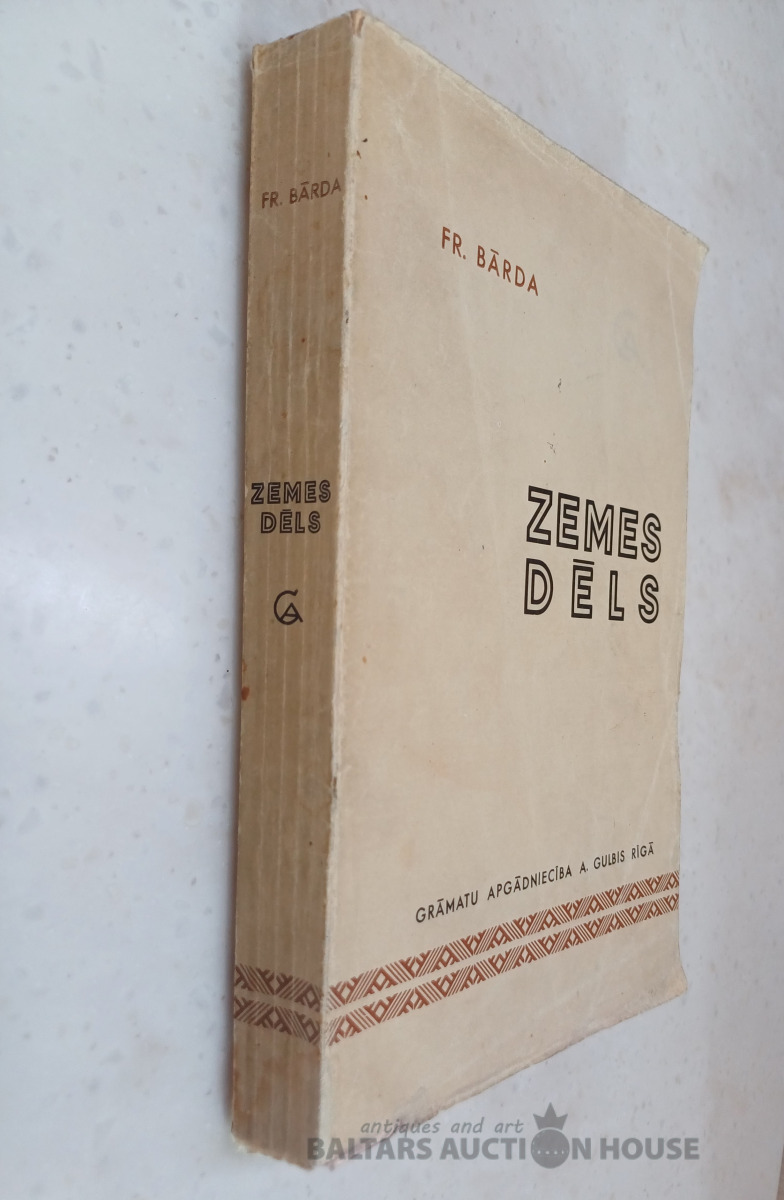 FR. BĀRDA
ZEMES
DĒLS
GA
FR. BĀRDA
ZEMES
DĒLS
GRĀMATU APGĀDNIECĪBA A. GULBIS RĪGĀ
antiques and art
BALTARS AUCTION HOUSE